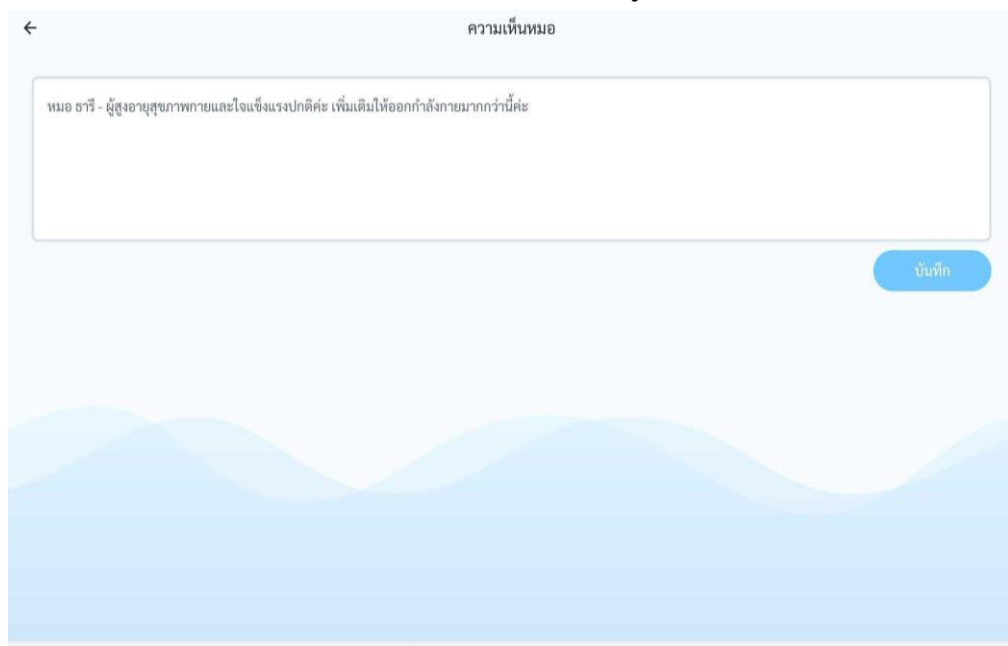 ความเห็นหมอ
หมอ ธารี - ผู้สูงอายุสุขภาพกายและใจแข็งแรงปกติค่ะ เพิ่มเติมให้ออกกำลังกายมากกว่านี้ค่ะ
บันทึก